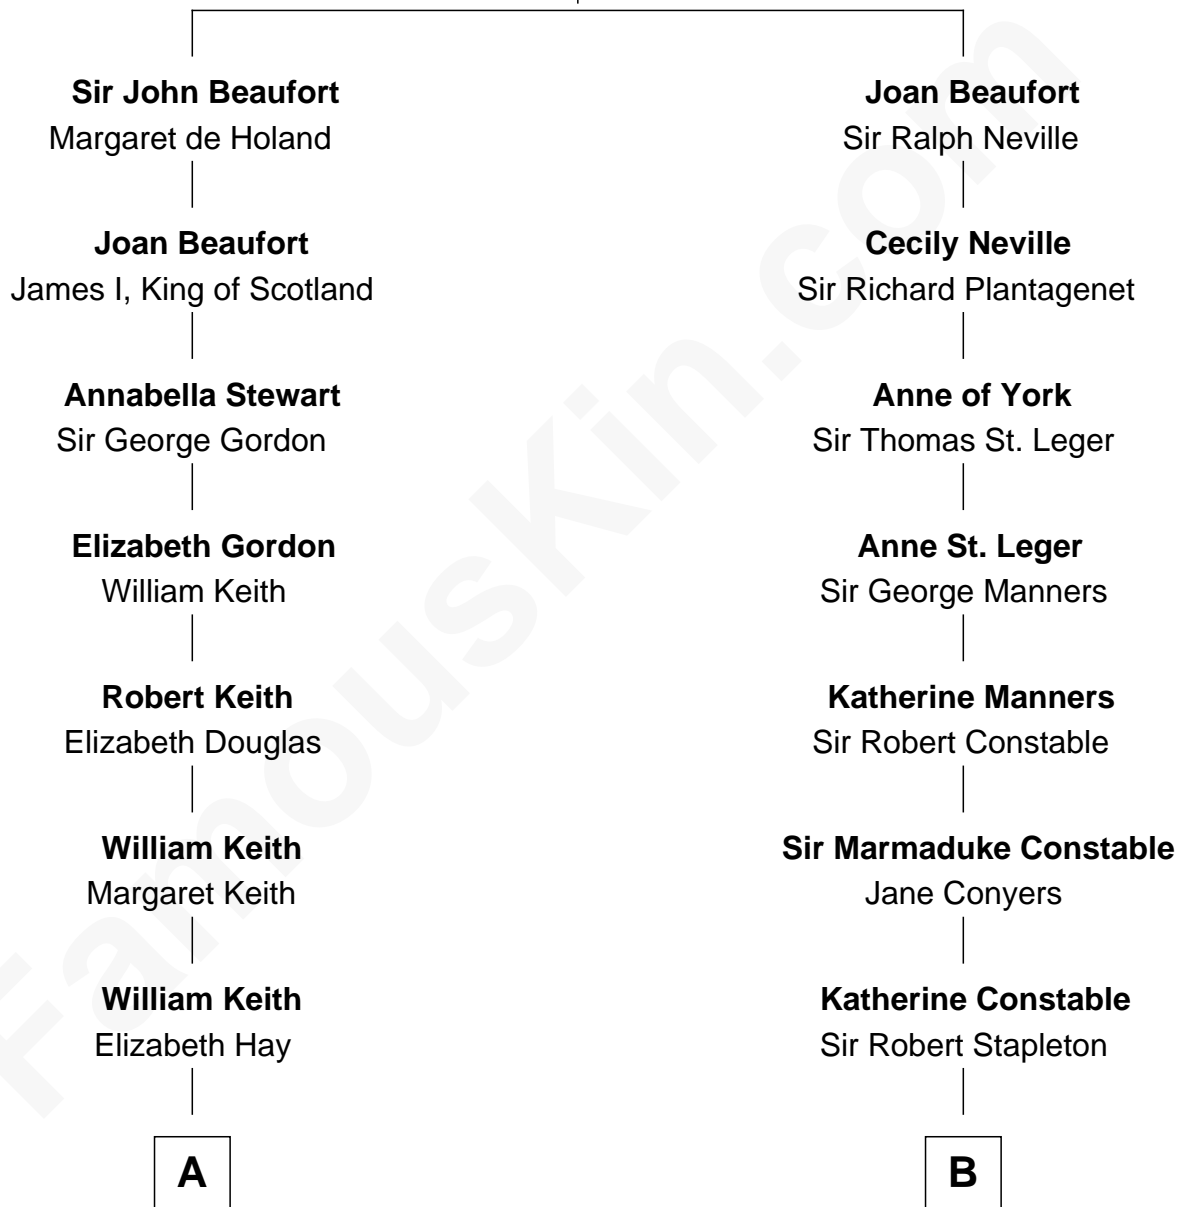 Sir John Beaufort
Margaret de Holand
Joan Beaufort
James I, King of Scotland
Annabella Stewart
Sir George Gordon
Elizabeth Gordon
William Keith
Robert Keith
Elizabeth Douglas
William Keith
Margaret Keith
William Keith
Elizabeth Hay
A
Joan Beaufort
Sir Ralph Neville
Cecily Neville
Sir Richard Plantagenet
Anne of York
Sir Thomas St. Leger
Anne St. Leger
Sir George Manners
Katherine Manners
Sir Robert Constable
Sir Marmaduke Constable
Jane Conyers
Katherine Constable
Sir Robert Stapleton
B
FamousKin.com